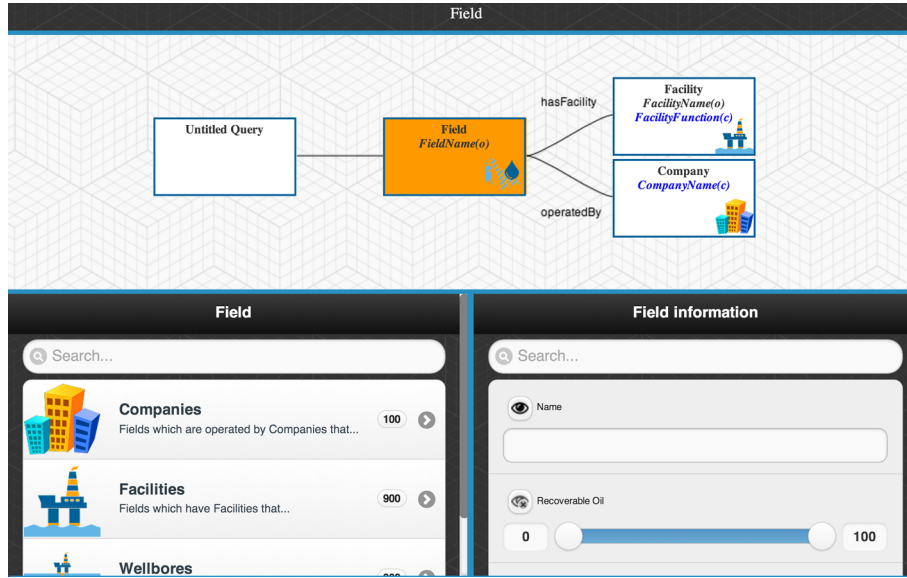 Field
hasFacility
Facility
FacilityName(o)
FacilityFunction(c)
Untitled Query
Field
FieldName(o)
Company
CompanyName(c)
operatedBy
Field
Search...
Companies
Fields which are operated by Companies that...
100
Facilities
Fields which have Facilities that...
900
Wellbores
Field information
Search...
Name
Recoverable Oil
0
100